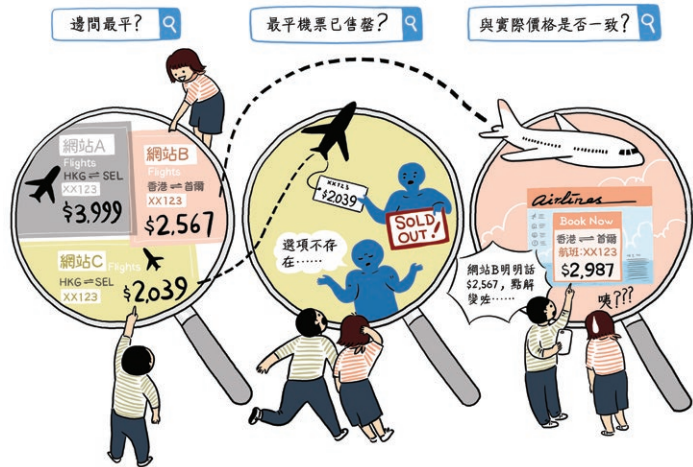 邊間最平?
最平機票已售罄?
與實際價格是否一致?
網站A
Flights
HKG ⇌ SEL
XX123
$3,999
網站B
Flights
香港 ⇌ 首爾
XX123
$2,567
網站C Flights
HKG ⇌ SEL
XX123
$2,039
XX123
$2039
SOLD
OUT!
選項不存
在……
airlines
Book Now
香港 ⇌ 首爾
航班:XX123
$2,987
網站B明明話
$2,567,點解
變咗……
咦???